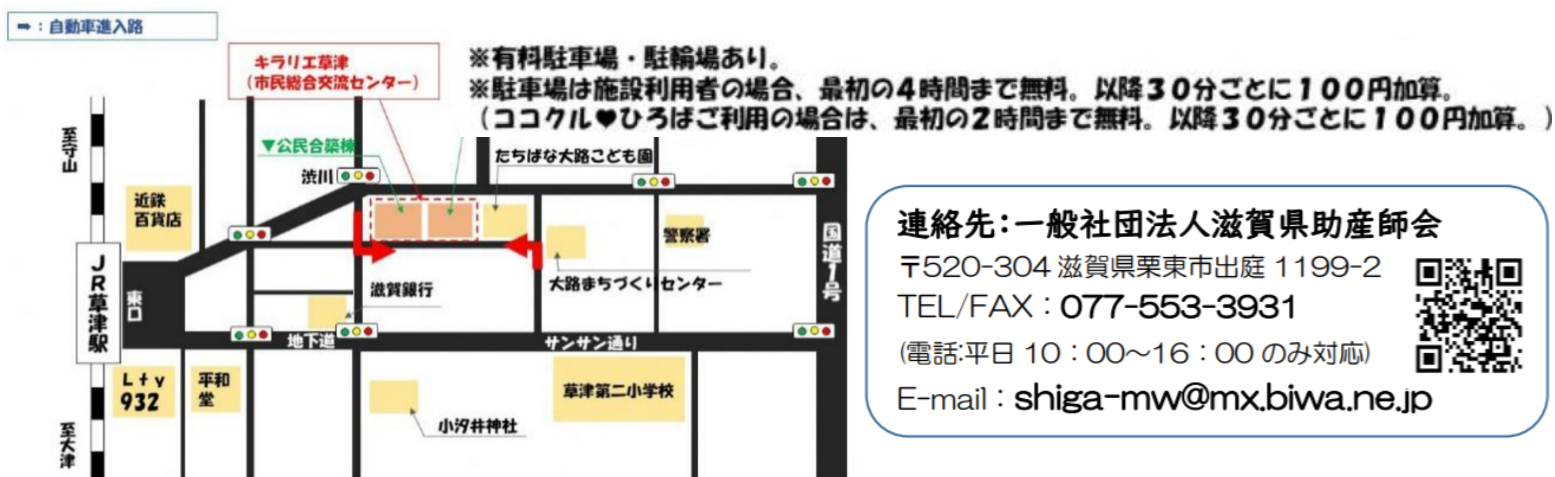 ➡：自動車進入路
キラリエ草津
（市民総合交流センター）
※有料駐車場・駐輪場あり。
※駐車場は施設利用者の場合、最初の４時間まで無料。以降３０分ごとに１００円加算。
（ココクル♥ひろばご利用の場合は、最初の２時間まで無料。以降３０分ごとに１００円加算。）
至守山
▼公民合築棟
たちばな大路こども園
渋川
近鉄
百貨店
警察署
国道1号
JR草津駅
東口
滋賀銀行
大路まちづくりセンター
地下道
サンサン通り
Lty
932
平和
堂
草津第二小学校
小汐井神社
至大津
連絡先：一般社団法人滋賀県助産師会
〒520-304 滋賀県栗東市出庭 1199-2
TEL/FAX：077-553-3931
(電話:平日 10：00～16：00 のみ対応)
E-mail：shiga-mw@mx.biwa.ne.jp